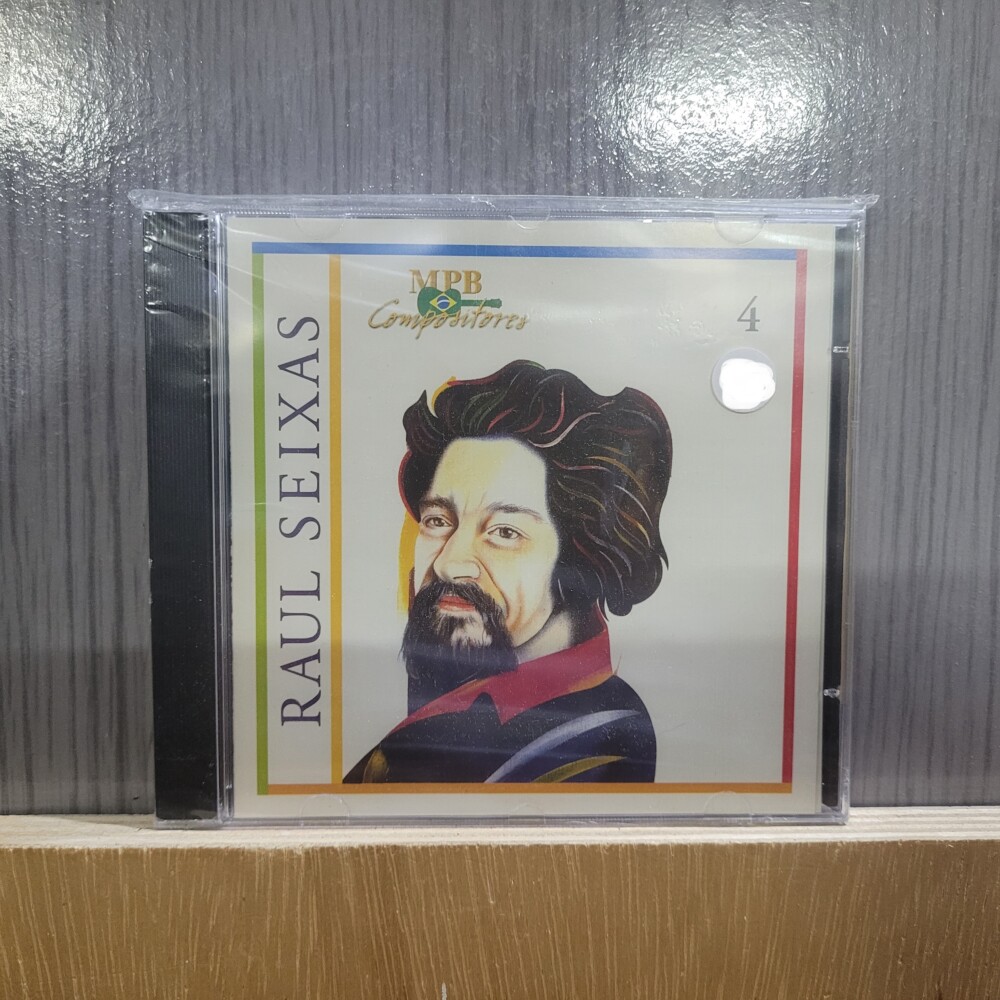 MPB
Compositores
4
RAUL SEIXAS